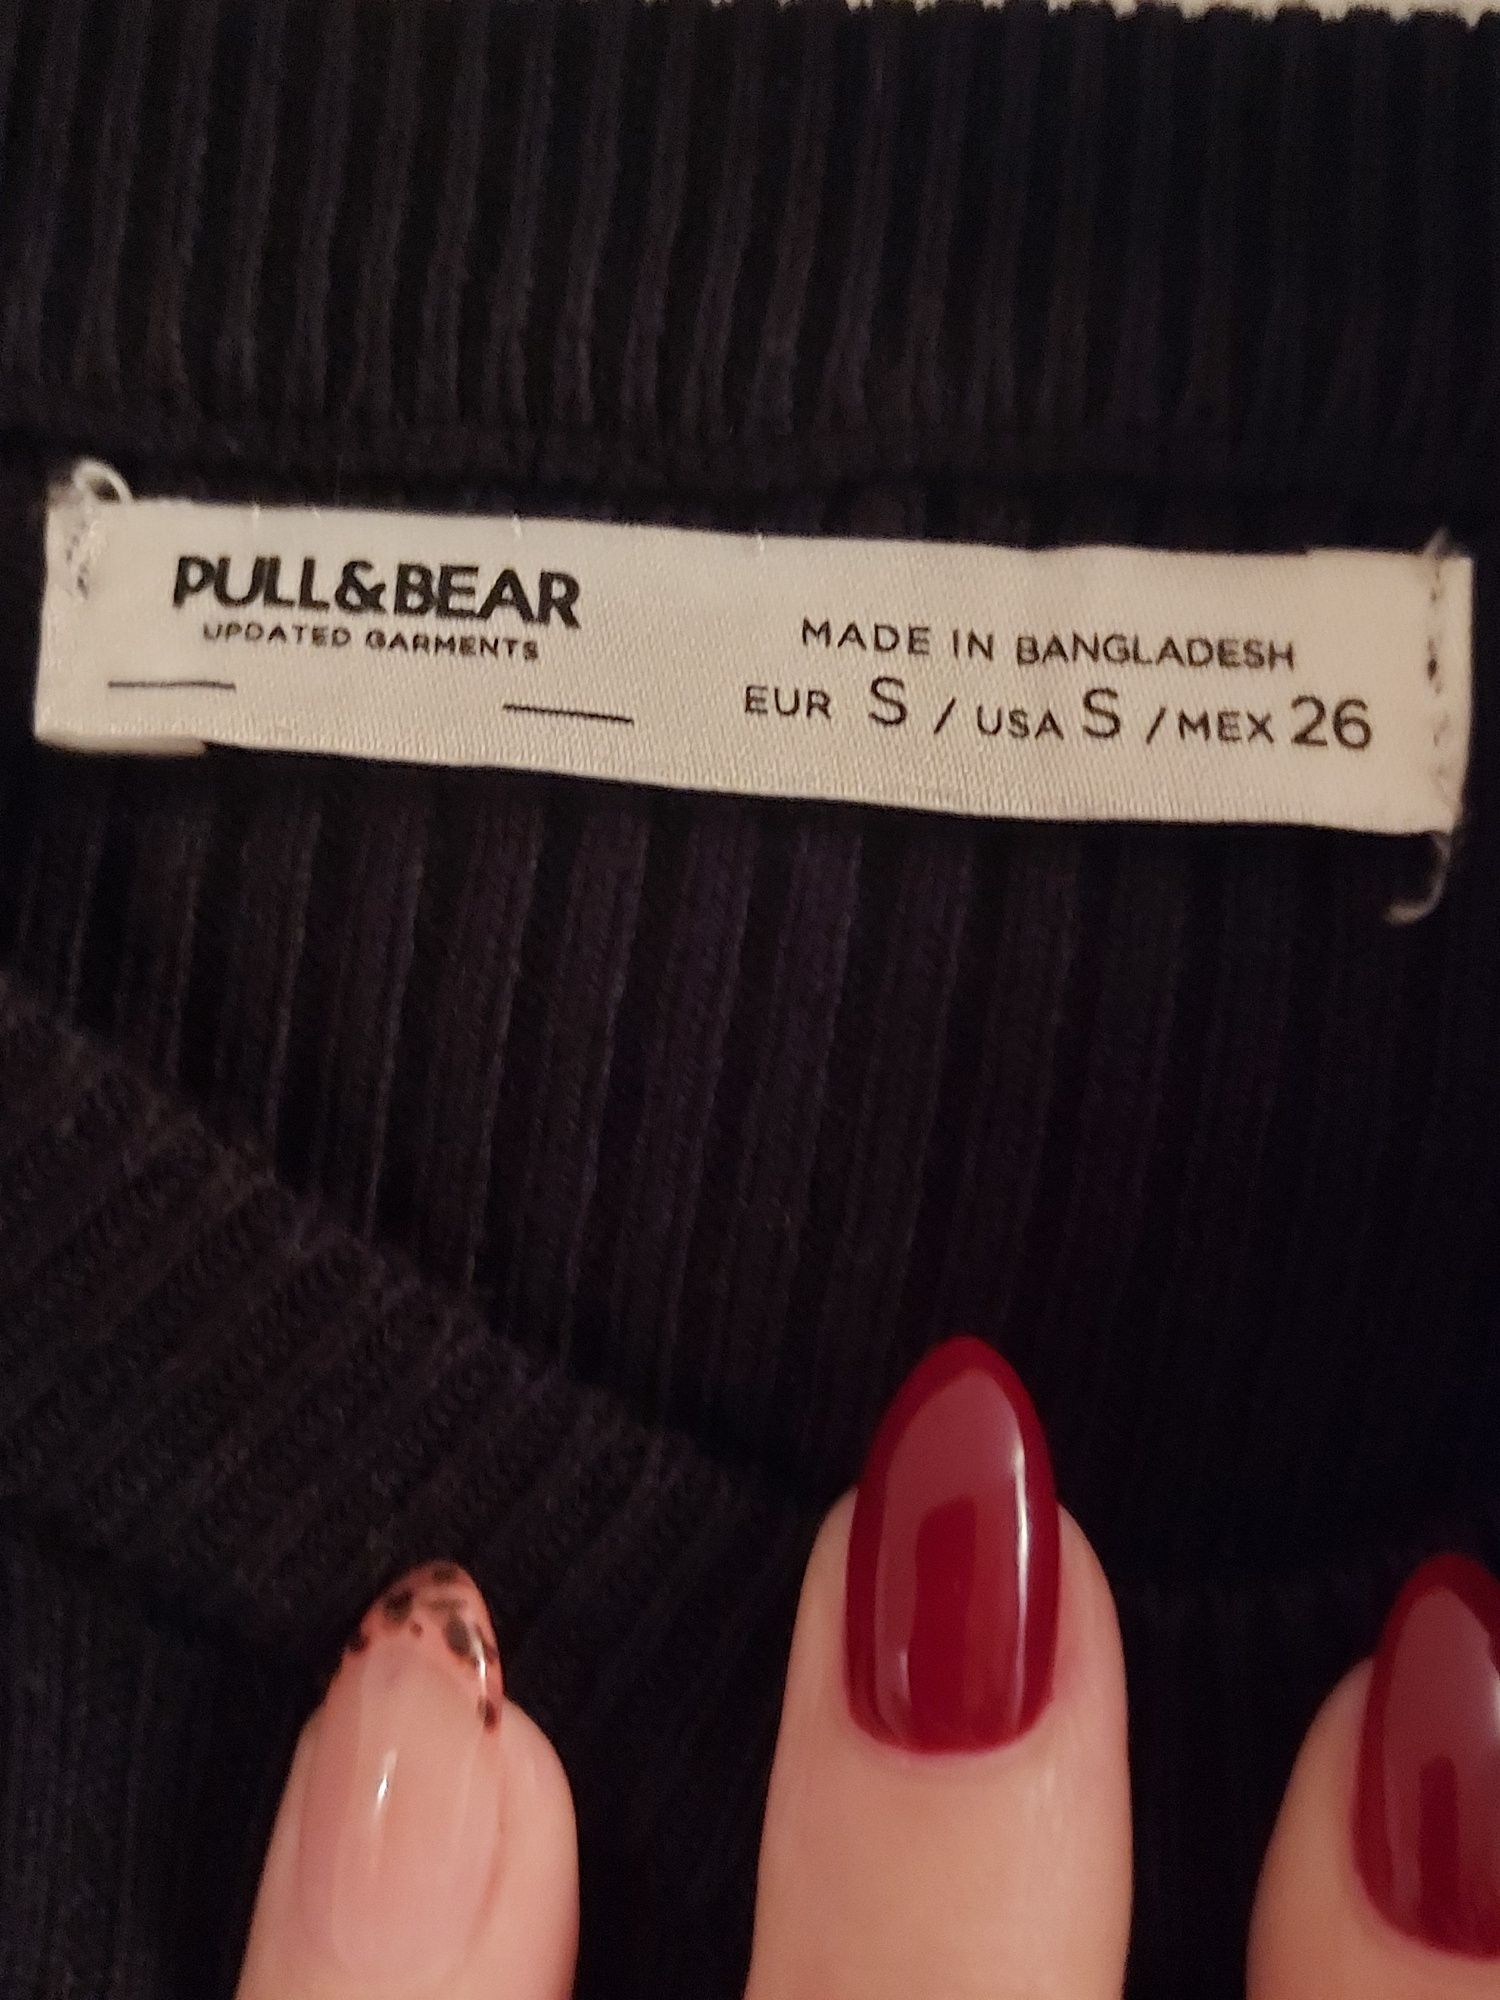 PULL&BEAR
UPDATED GARMENTS
MADE IN BANGLADESH
EUR S / USA S / MEX 26